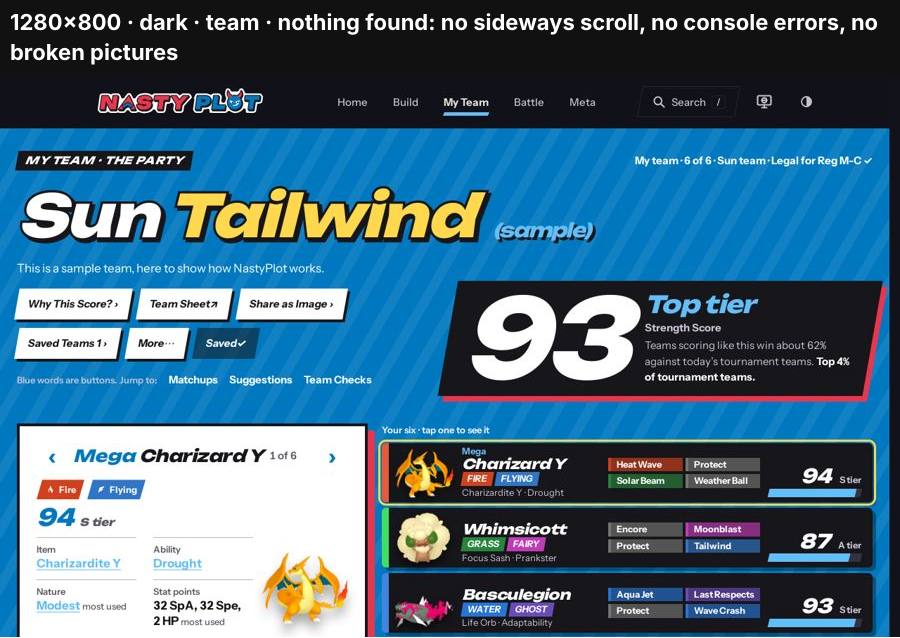 1280×800 · dark · team · nothing found: no sideways scroll, no console errors, no
broken pictures
NASTY PLOT
Home Build My Team Battle Meta
Search /
MY TEAM · THE PARTY
My team · 6 of 6 · Sun team · Legal for Reg M-C ✓
Sun Tailwind (sample)
This is a sample team, here to show how NastyPlot works.
Why This Score? › Team Sheet↗ Share as Image ›
Saved Teams 1 › More··· Saved✓
Blue words are buttons. Jump to: Matchups Suggestions Team Checks
93
Top tier
Strength Score
Teams scoring like this win about 62%
against today's tournament teams. Top 4%
of tournament teams.
‹ Mega Charizard Y 1 of 6 ›
Fire Flying
94 S tier
Item
Charizardite Y
Ability
Drought
Nature
Modest most used
Stat points
32 SpA, 32 Spe,
2 HP most used
Your six · tap one to see it
Mega
Charizard Y
FIRE FLYING
Charizardite Y · Drought
Heat Wave Protect
Solar Beam Weather Ball
94 S tier
Whimsicott
GRASS FAIRY
Focus Sash · Prankster
Encore Moonblast
Protect Tailwind
87 A tier
Basculegion
WATER GHOST
Life Orb · Adaptability
Aqua Jet Last Respects
Protect Wave Crash
93 S tier